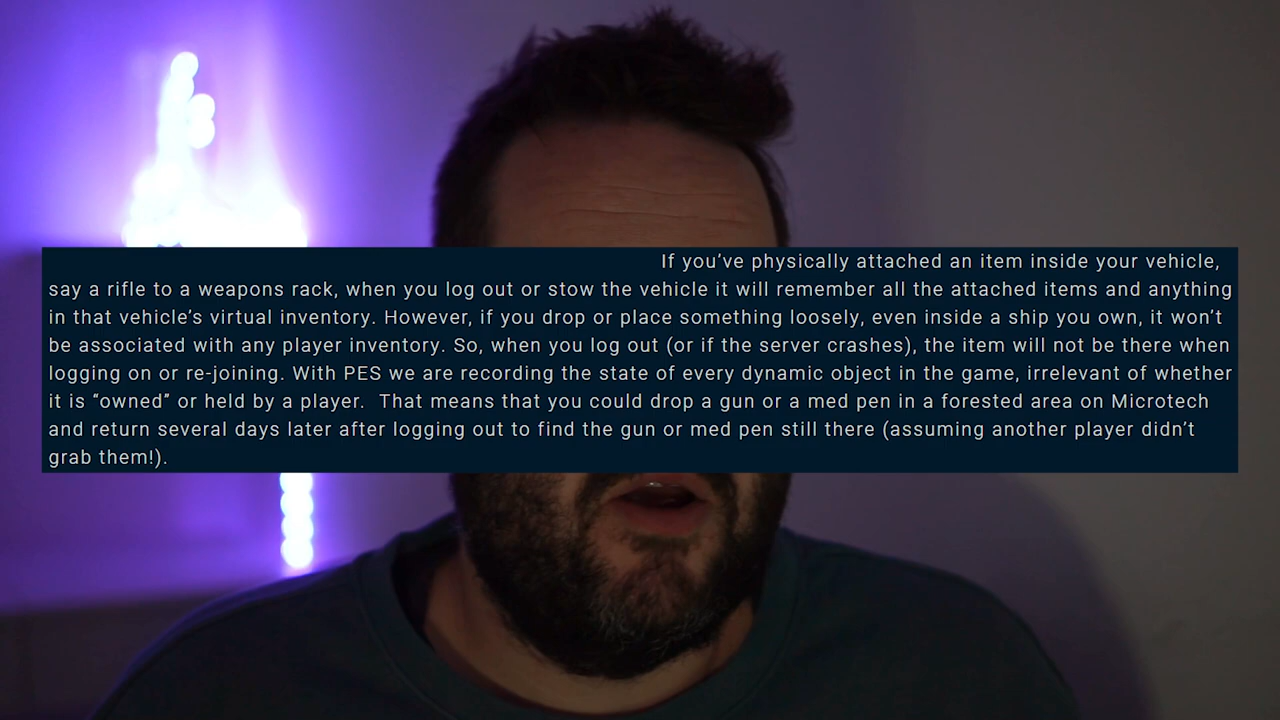 If you’ve physically attached an item inside your vehicle,
say a rifle to a weapons rack, when you log out or stow the vehicle it will remember all the attached items and anything
in that vehicle’s virtual inventory. However, if you drop or place something loosely, even inside a ship you own, it won’t
be associated with any player inventory. So, when you log out (or if the server crashes), the item will not be there when
logging on or re-joining. With PES we are recording the state of every dynamic object in the game, irrelevant of whether
it is “owned” or held by a player.  That means that you could drop a gun or a med pen in a forested area on Microtech
and return several days later after logging out to find the gun or med pen still there (assuming another player didn’t
grab them!).